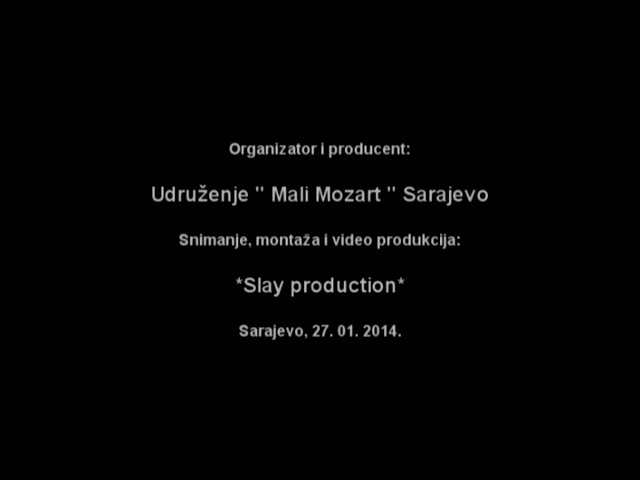 Organizator i producent:
Udruženje " Mali Mozart " Sarajevo
Snimanje, montaža i video produkcija:
*Slay production*
Sarajevo, 27. 01. 2014.